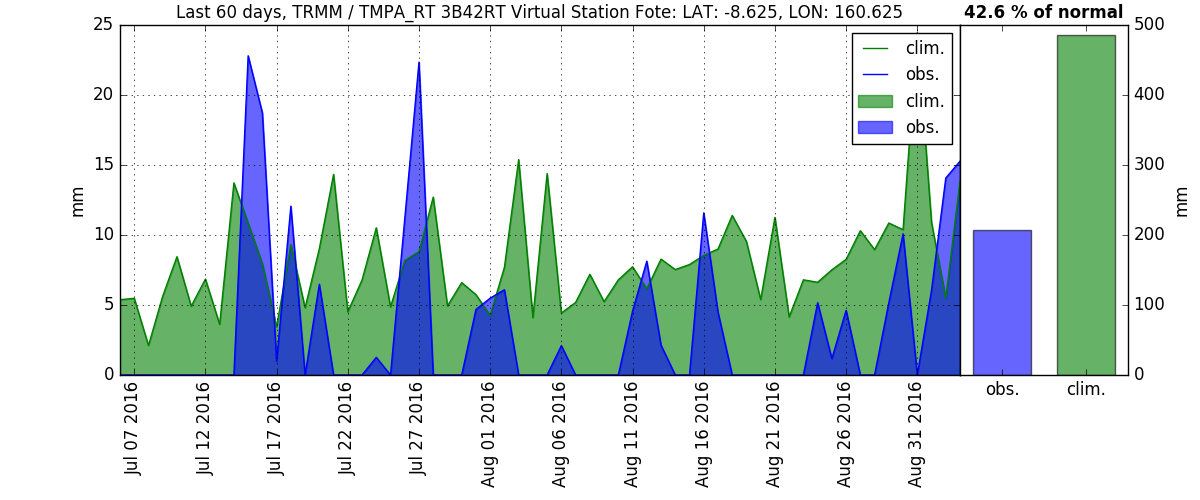 Last 60 days, TRMM / TMPA_RT 3B42RT Virtual Station Fote: LAT: -8.625, LON: 160.625
42.6 % of normal
25
20
15
10
5
0
mm
clim.
obs.
clim.
obs.
500
400
300
200
100
0
mm
obs.
clim.
Jul 07 2016
Jul 12 2016
Jul 17 2016
Jul 22 2016
Jul 27 2016
Aug 01 2016
Aug 06 2016
Aug 11 2016
Aug 16 2016
Aug 21 2016
Aug 26 2016
Aug 31 2016